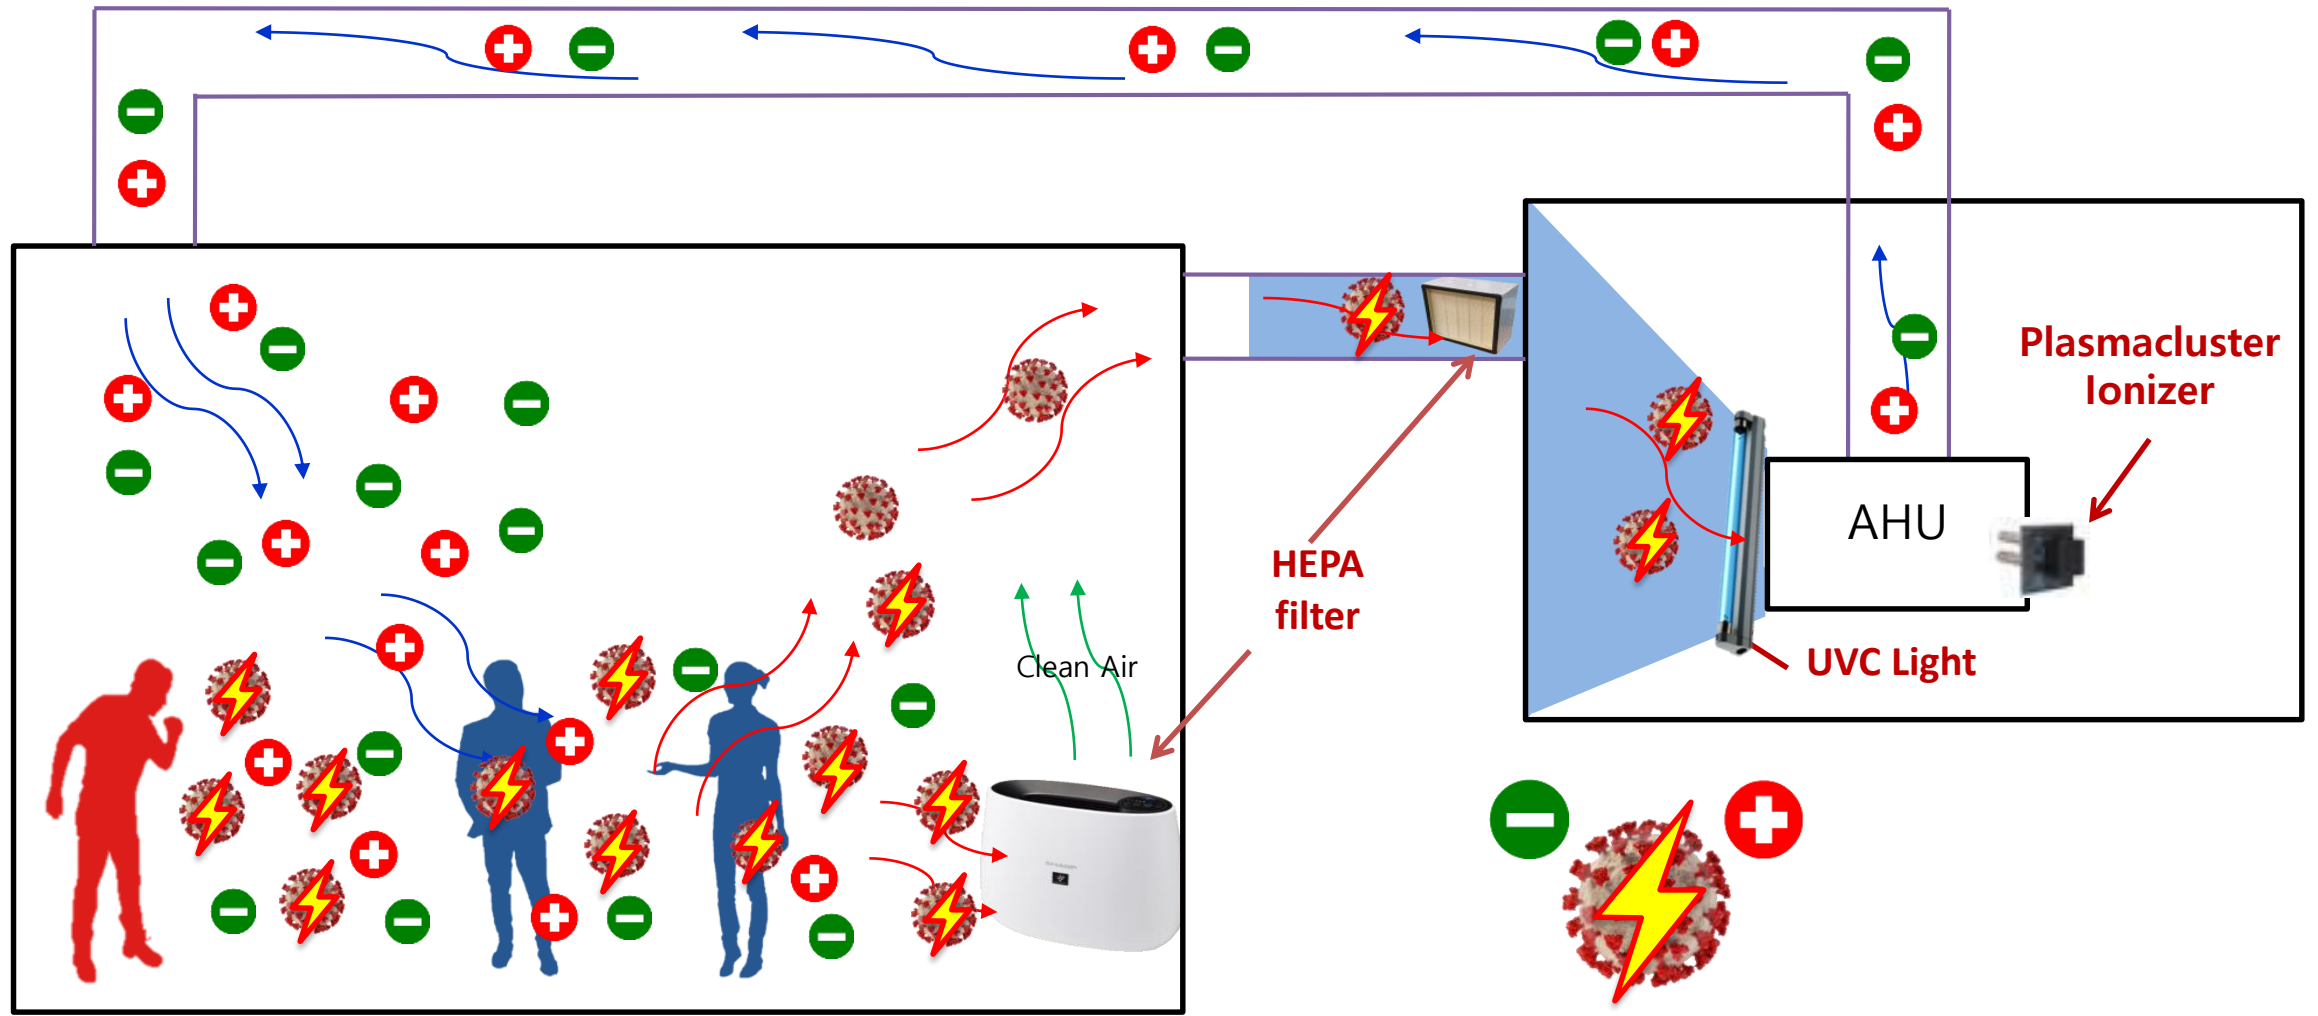 Plasmacluster
Ionizer
AHU
HEPA
filter
UVC Light
Clean Air